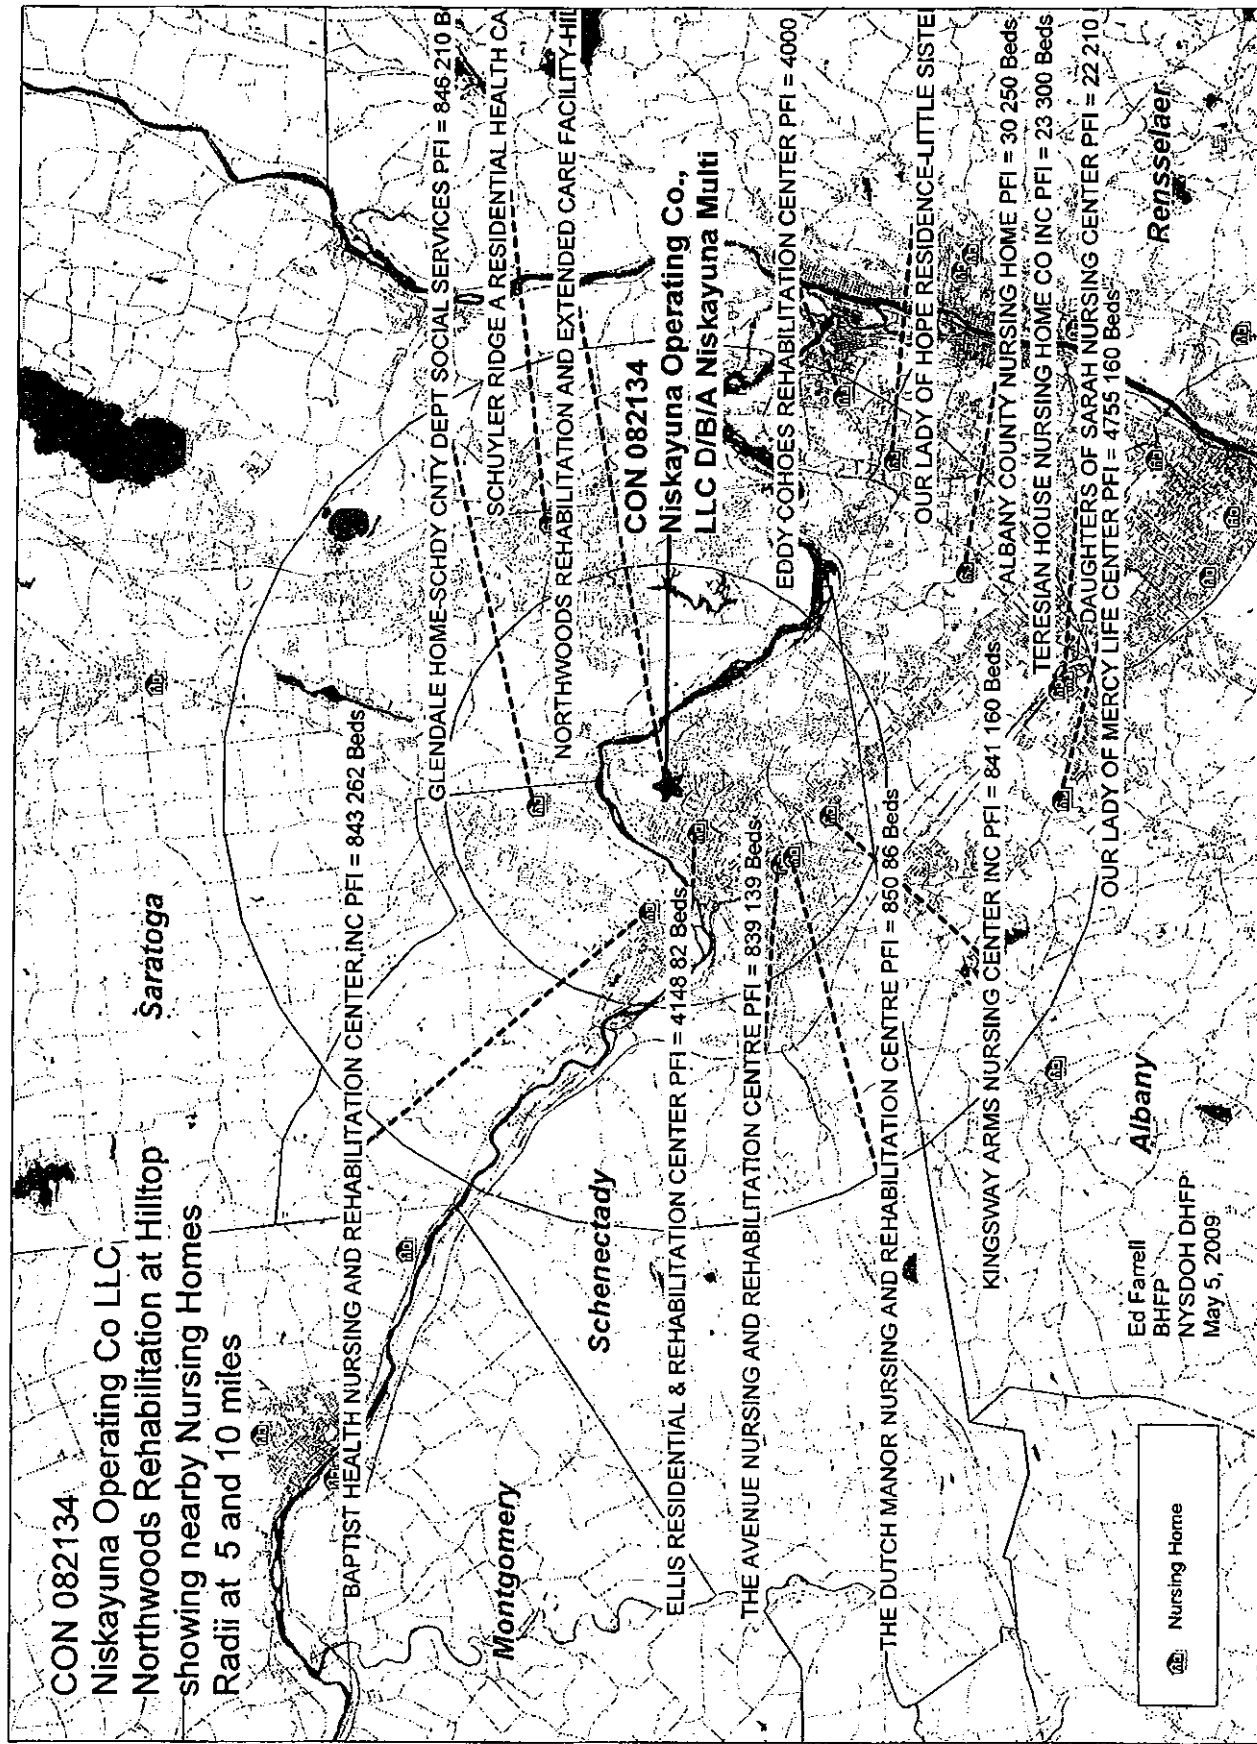 CON 082134
Niskayuna Operating Co LLC
Northwoods Rehabilitation at Hilltop
showing nearby Nursing Homes
Radii at 5 and 10 miles
Saratoga
BAPTIST HEALTH NURSING AND REHABILITATION CENTER,INC PFI = 843 262 Beds
GLENDALE HOME-SCHDY CNTY DEPT SOCIAL SERVICES PFI = 846 210 B
SCHUYLER RIDGE A RESIDENTIAL HEALTH CA
NORTHWOODS REHABILITATION AND EXTENDED CARE FACILITY-HIL
Montgomery
Schenectady
CON 082134
Niskayuna Operating Co.,
LLC D/B/A Niskayuna Multi
ELLIS RESIDENTIAL & REHABILITATION CENTER PFI = 4148 82 Beds
THE AVENUE NURSING AND REHABILITATION CENTRE PFI = 839 139 Beds
EDDY COHOES REHABILITATION CENTER PFI = 4000
THE DUTCH MANOR NURSING AND REHABILITATION CENTRE PFI = 850 86 Beds
OUR LADY OF HOPE RESIDENCE-LITTLE SISTE
KINGSWAY ARMS NURSING CENTER INC PFI = 841 160 Beds
ALBANY COUNTY NURSING HOME PFI = 30 250 Beds
TERESIAN HOUSE NURSING HOME CO INC PFI = 23 300 Beds
DAUGHTERS OF SARAH NURSING CENTER PFI = 22 210
OUR LADY OF MERCY LIFE CENTER PFI = 4755 160 Beds
Albany
Rensselaer
Ed Farrell
BHFP
NYSDOH DHFP
May 5, 2009
Nursing Home